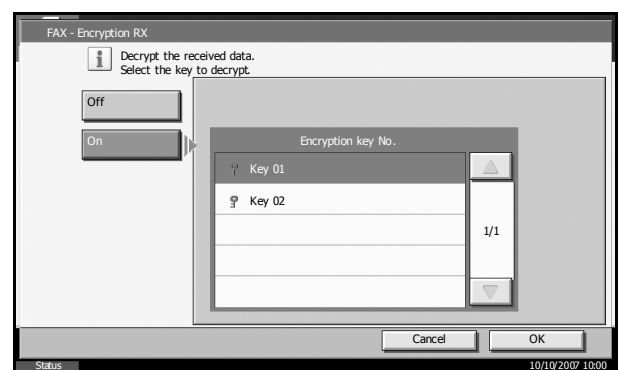 FAX - Encryption RX
Decrypt the received data.
Select the key to decrypt.
Off
On
Encryption key No.
Key 01
Key 02
1/1
Cancel
OK
Status
10/10/2007 10:00